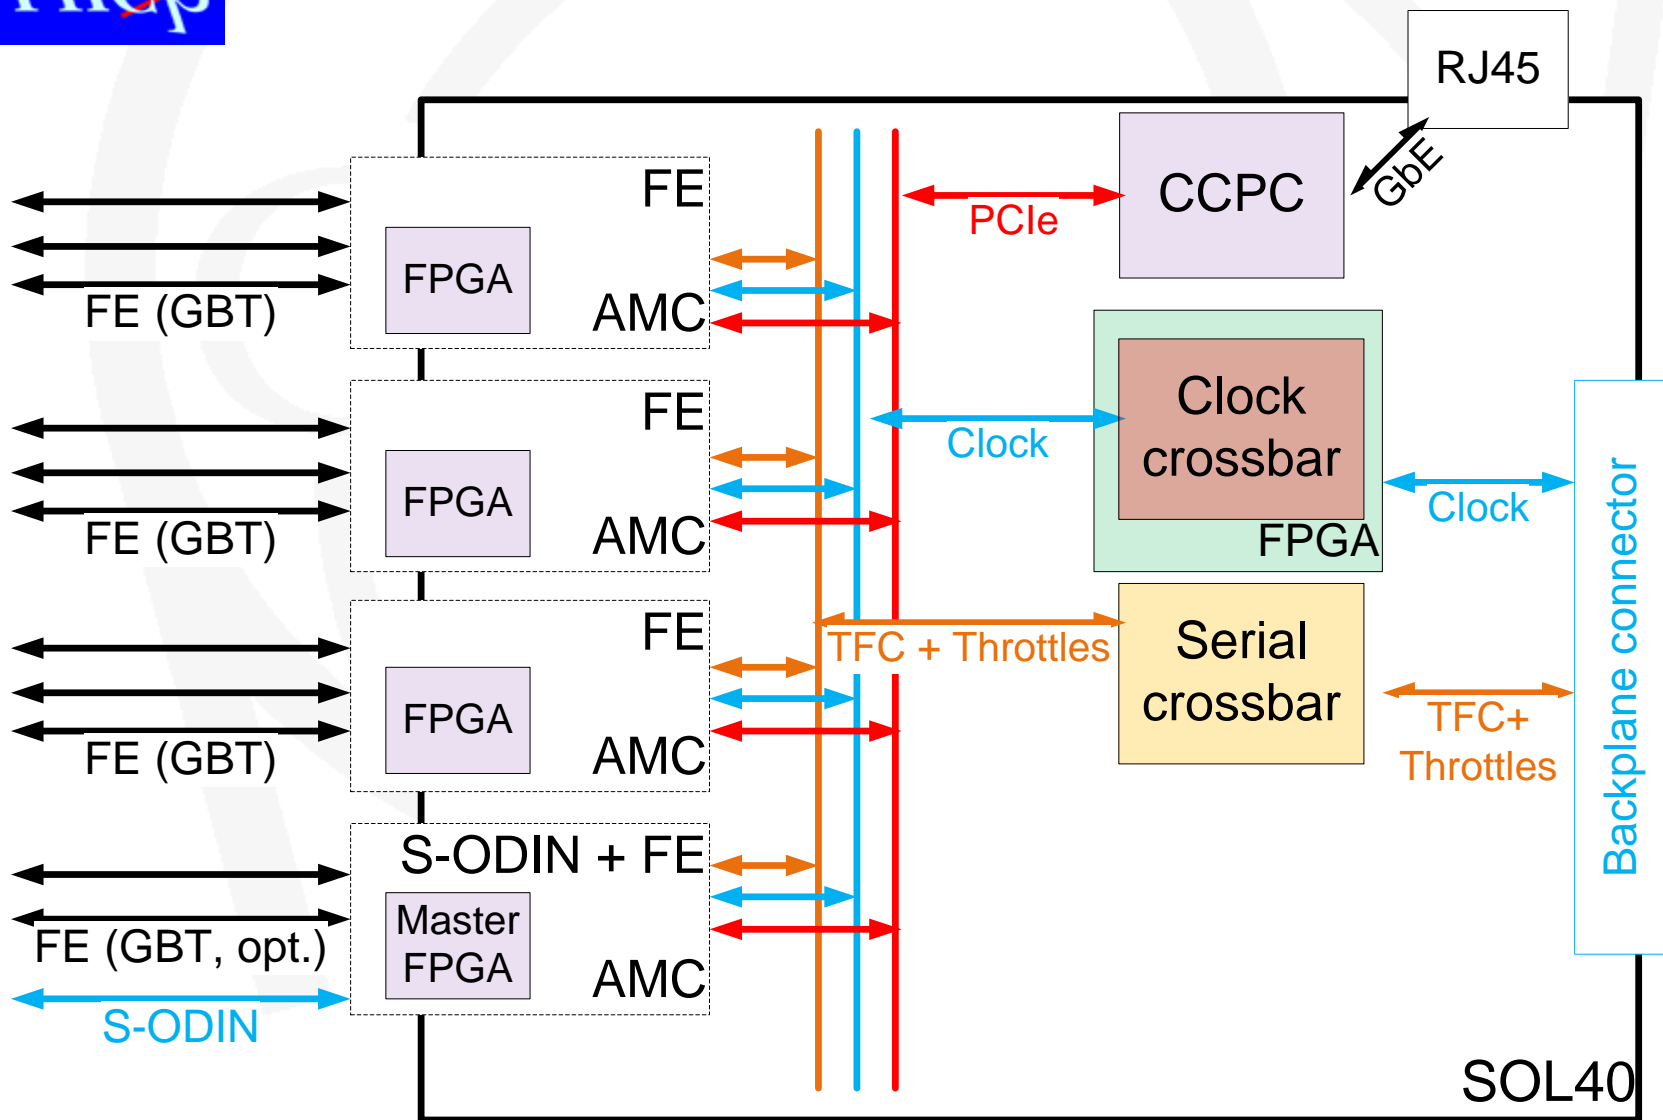 RJ45
GbE
CCPC
PCIe
FE
FPGA
AMC
FE (GBT)
FE
FPGA
AMC
FE (GBT)
Clock
Clock
crossbar
FPGA
Clock
Backplane connector
FE
FPGA
AMC
FE (GBT)
TFC + Throttles
Serial
crossbar
TFC+
Throttles
S-ODIN + FE
Master
FPGA
AMC
FE (GBT, opt.)
S-ODIN
SOL40